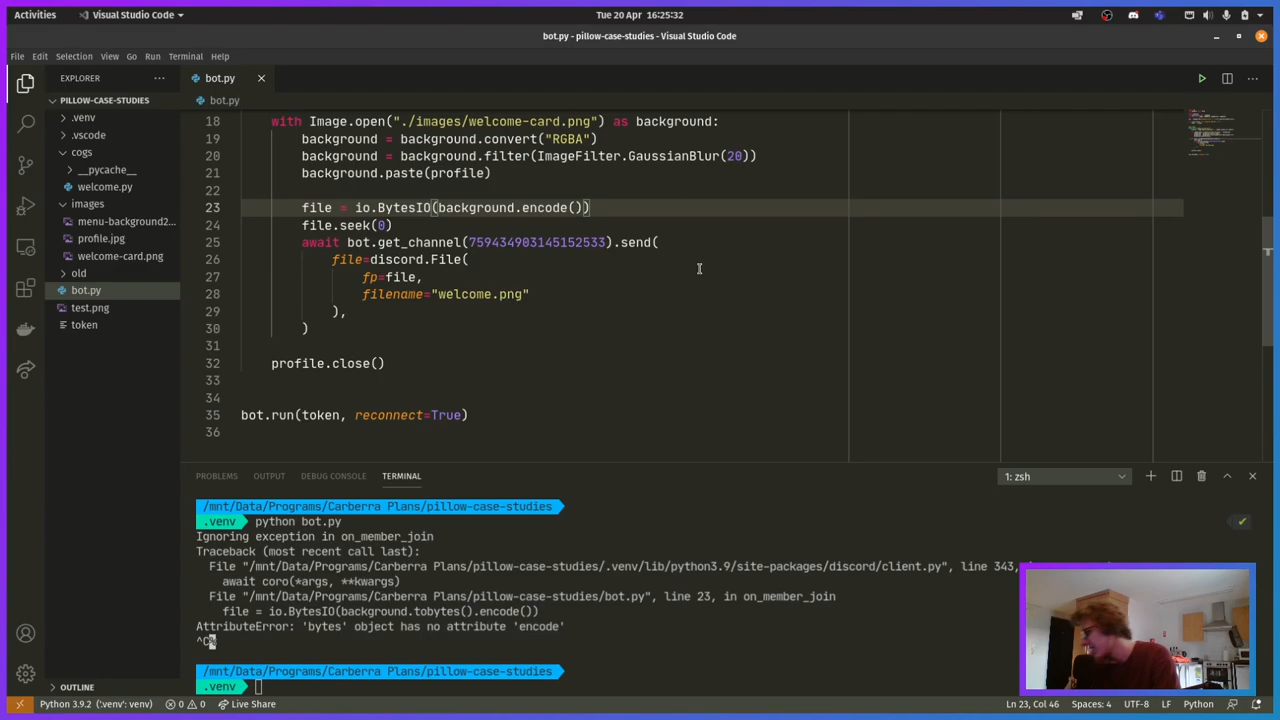 Activities
Visual Studio Code
Tue 20 Apr 16:25:32
bot.py - pillow-case-studies - Visual Studio Code
File Edit Selection View Go Run Terminal Help
EXPLORER
bot.py
PILLOW-CASE-STUDIES
.venv
.vscode
cogs
__pycache__
welcome.py
images
menu-background2...
profile.jpg
welcome-card.png
old
bot.py
test.png
token
OUTLINE
bot.py
18 with Image.open("./images/welcome-card.png") as background:
19 background = background.convert("RGBA")
20 background = background.filter(ImageFilter.GaussianBlur(20))
21 background.paste(profile)
22
23 file = io.BytesIO(background.encode())
24 file.seek(0)
25 await bot.get_channel(759434903145152533).send(
26 file=discord.File(
27 fp=file,
28 filename="welcome.png"
29 ),
30 )
31
32 profile.close()
33
34
35 bot.run(token, reconnect=True)
36
PROBLEMS OUTPUT DEBUG CONSOLE TERMINAL
1: zsh
/mnt/Data/Programs/Carberra Plans/pillow-case-studies
.venv python bot.py
Ignoring exception in on_member_join
Traceback (most recent call last):
File "/mnt/Data/Programs/Carberra Plans/pillow-case-studies/.venv/lib/python3.9/site-packages/discord/client.py", line 343,
await coro(*args, **kwargs)
File "/mnt/Data/Programs/Carberra Plans/pillow-case-studies/bot.py", line 23, in on_member_join
file = io.BytesIO(background.tobytes().encode())
AttributeError: 'bytes' object has no attribute 'encode'
^C%
/mnt/Data/Programs/Carberra Plans/pillow-case-studies
.venv
Python 3.9.2 ('.venv': venv)
0
0
Live Share
Ln 23, Col 46
Spaces: 4
UTF-8
LF
Python